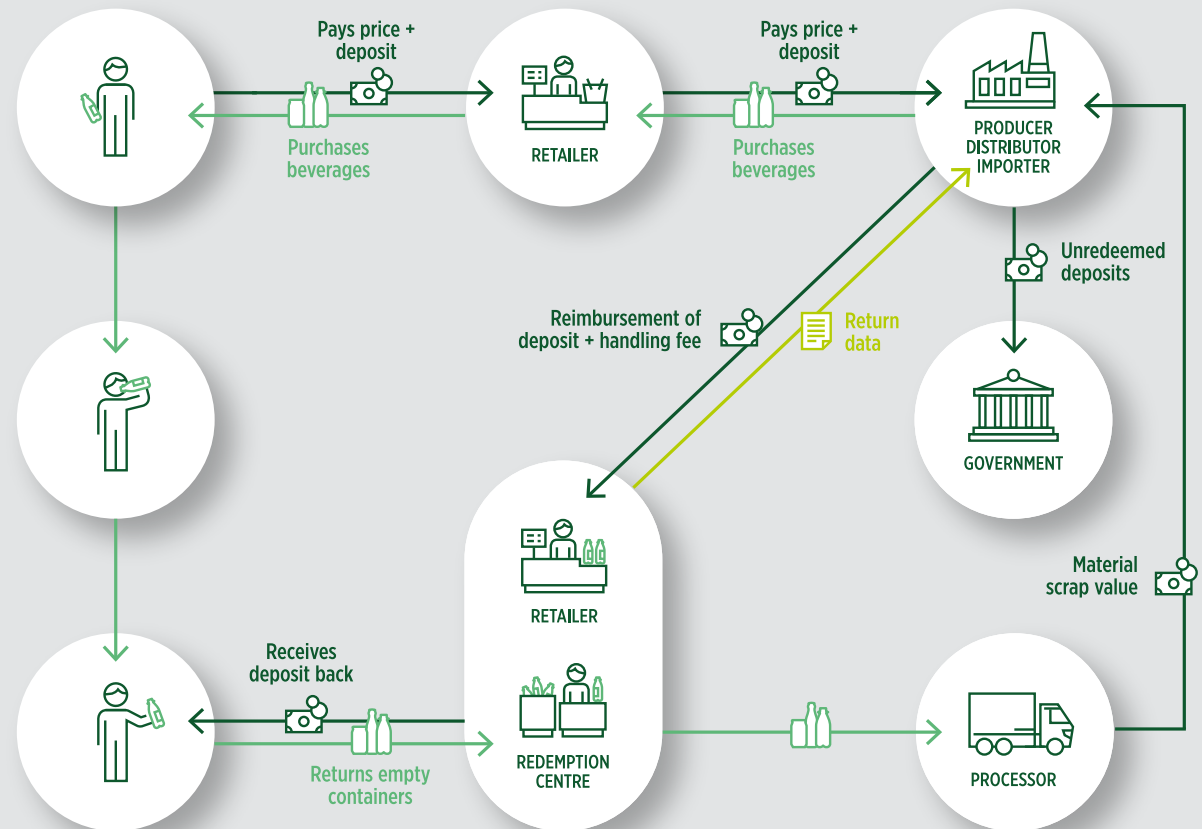 Pays price +
deposit
Pays price +
deposit
Purchases
beverages
RETAILER
Purchases
beverages
PRODUCER
DISTRIBUTOR
IMPORTER
Unredeemed
deposits
Reimbursement of
deposit + handling fee
Return
data
GOVERNMENT
Material
scrap value
RETAILER
Receives
deposit back
Returns empty
containers
REDEMPTION
CENTRE
PROCESSOR